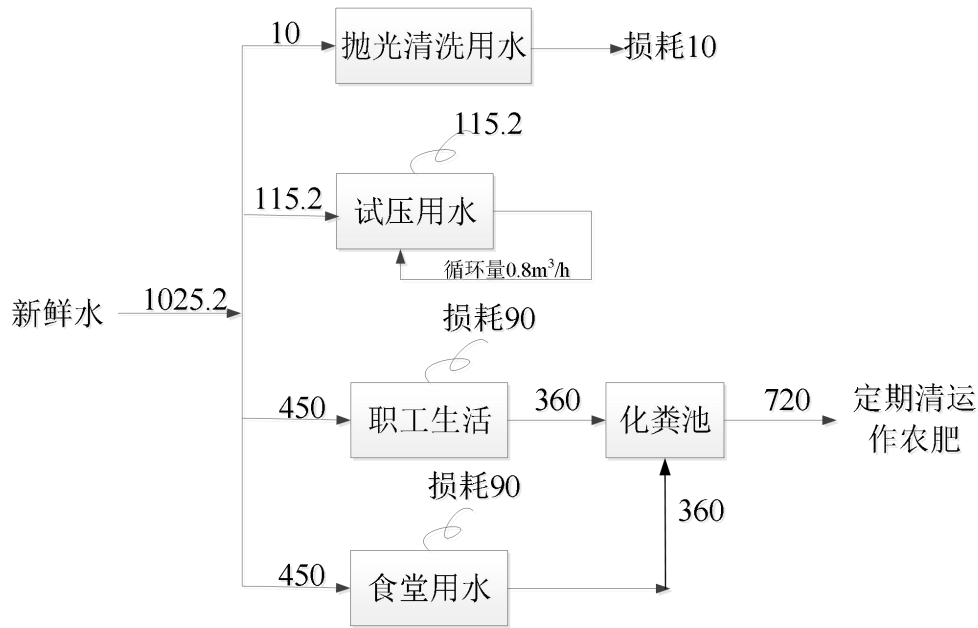 10
抛光清洗用水
损耗10
115.2
115.2
试压用水
循环量0.8m³/h
新鲜水
1025.2
损耗90
450
职工生活
360
化粪池
720
定期清运
作农肥
损耗90
360
450
食堂用水